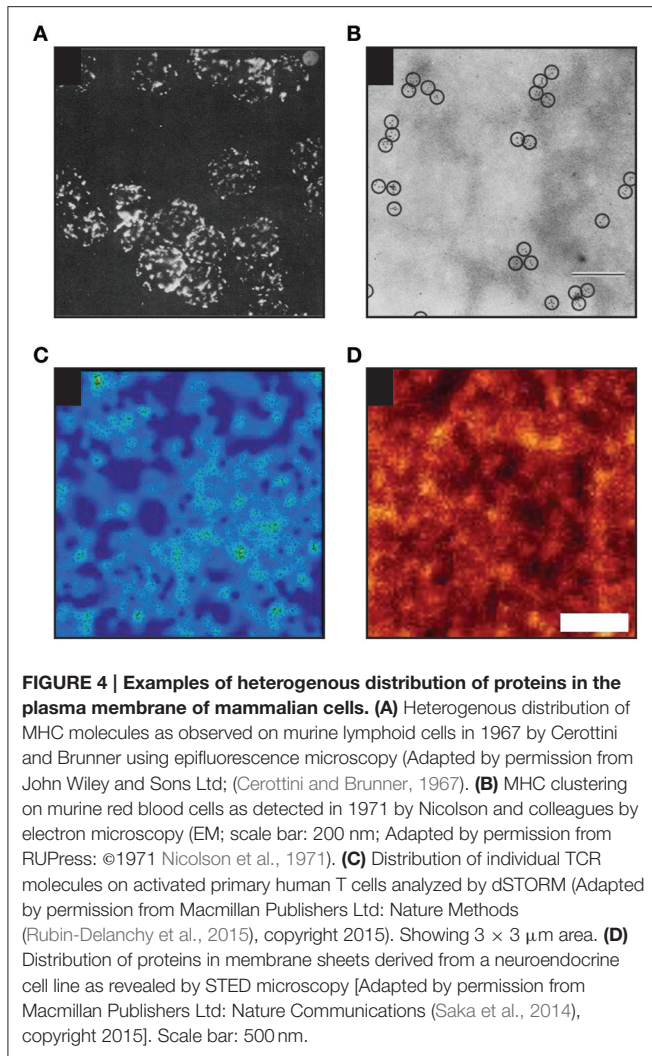 A
B
C
D
FIGURE 4 | Examples of heterogenous distribution of proteins in the
plasma membrane of mammalian cells. (A) Heterogenous distribution of
MHC molecules as observed on murine lymphoid cells in 1967 by Cerottini
and Brunner using epifluorescence microscopy (Adapted by permission from
John Wiley and Sons Ltd; (Cerottini and Brunner, 1967). (B) MHC clustering
on murine red blood cells as detected in 1971 by Nicolson and colleagues by
electron microscopy (EM; scale bar: 200 nm; Adapted by permission from
RUPress: ©1971 Nicolson et al., 1971). (C) Distribution of individual TCR
molecules on activated primary human T cells analyzed by dSTORM (Adapted
by permission from Macmillan Publishers Ltd: Nature Methods
(Rubin-Delanchy et al., 2015), copyright 2015). Showing 3 × 3 μm area. (D)
Distribution of proteins in membrane sheets derived from a neuroendocrine
cell line as revealed by STED microscopy [Adapted by permission from
Macmillan Publishers Ltd: Nature Communications (Saka et al., 2014),
copyright 2015]. Scale bar: 500 nm.